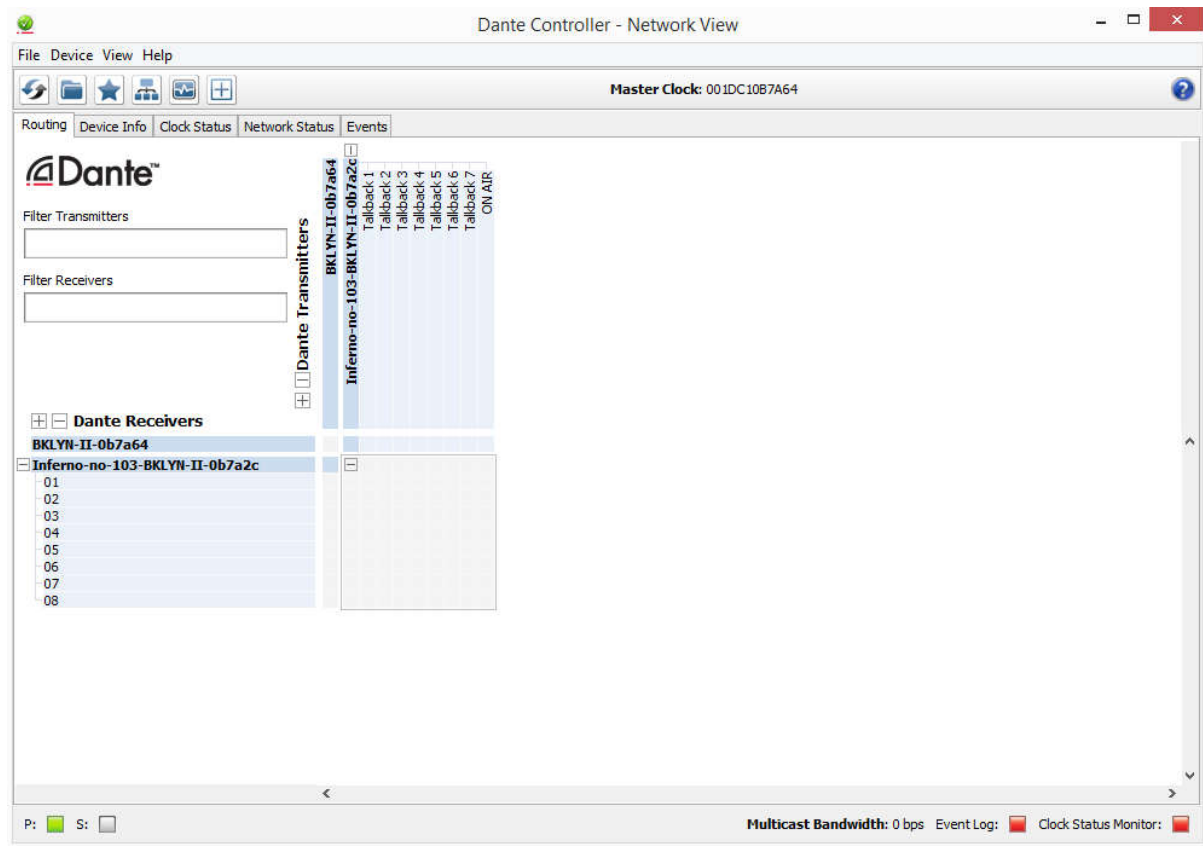 Dante Controller - Network View
File Device View Help
Master Clock: 001DC10B7A64
Routing Device Info Clock Status Network Status Events
Dante™
Filter Transmitters
Filter Receivers
Dante Transmitters
BKLYN-II-0b7a64
Inferno-no-103-BKLYN-II-0b7a2c
Talkback 1
Talkback 2
Talkback 3
Talkback 4
Talkback 5
Talkback 6
Talkback 7
ON AIR
Dante Receivers
BKLYN-II-0b7a64
Inferno-no-103-BKLYN-II-0b7a2c
01
02
03
04
05
06
07
08
P: S: Multicast Bandwidth: 0 bps Event Log: Clock Status Monitor: